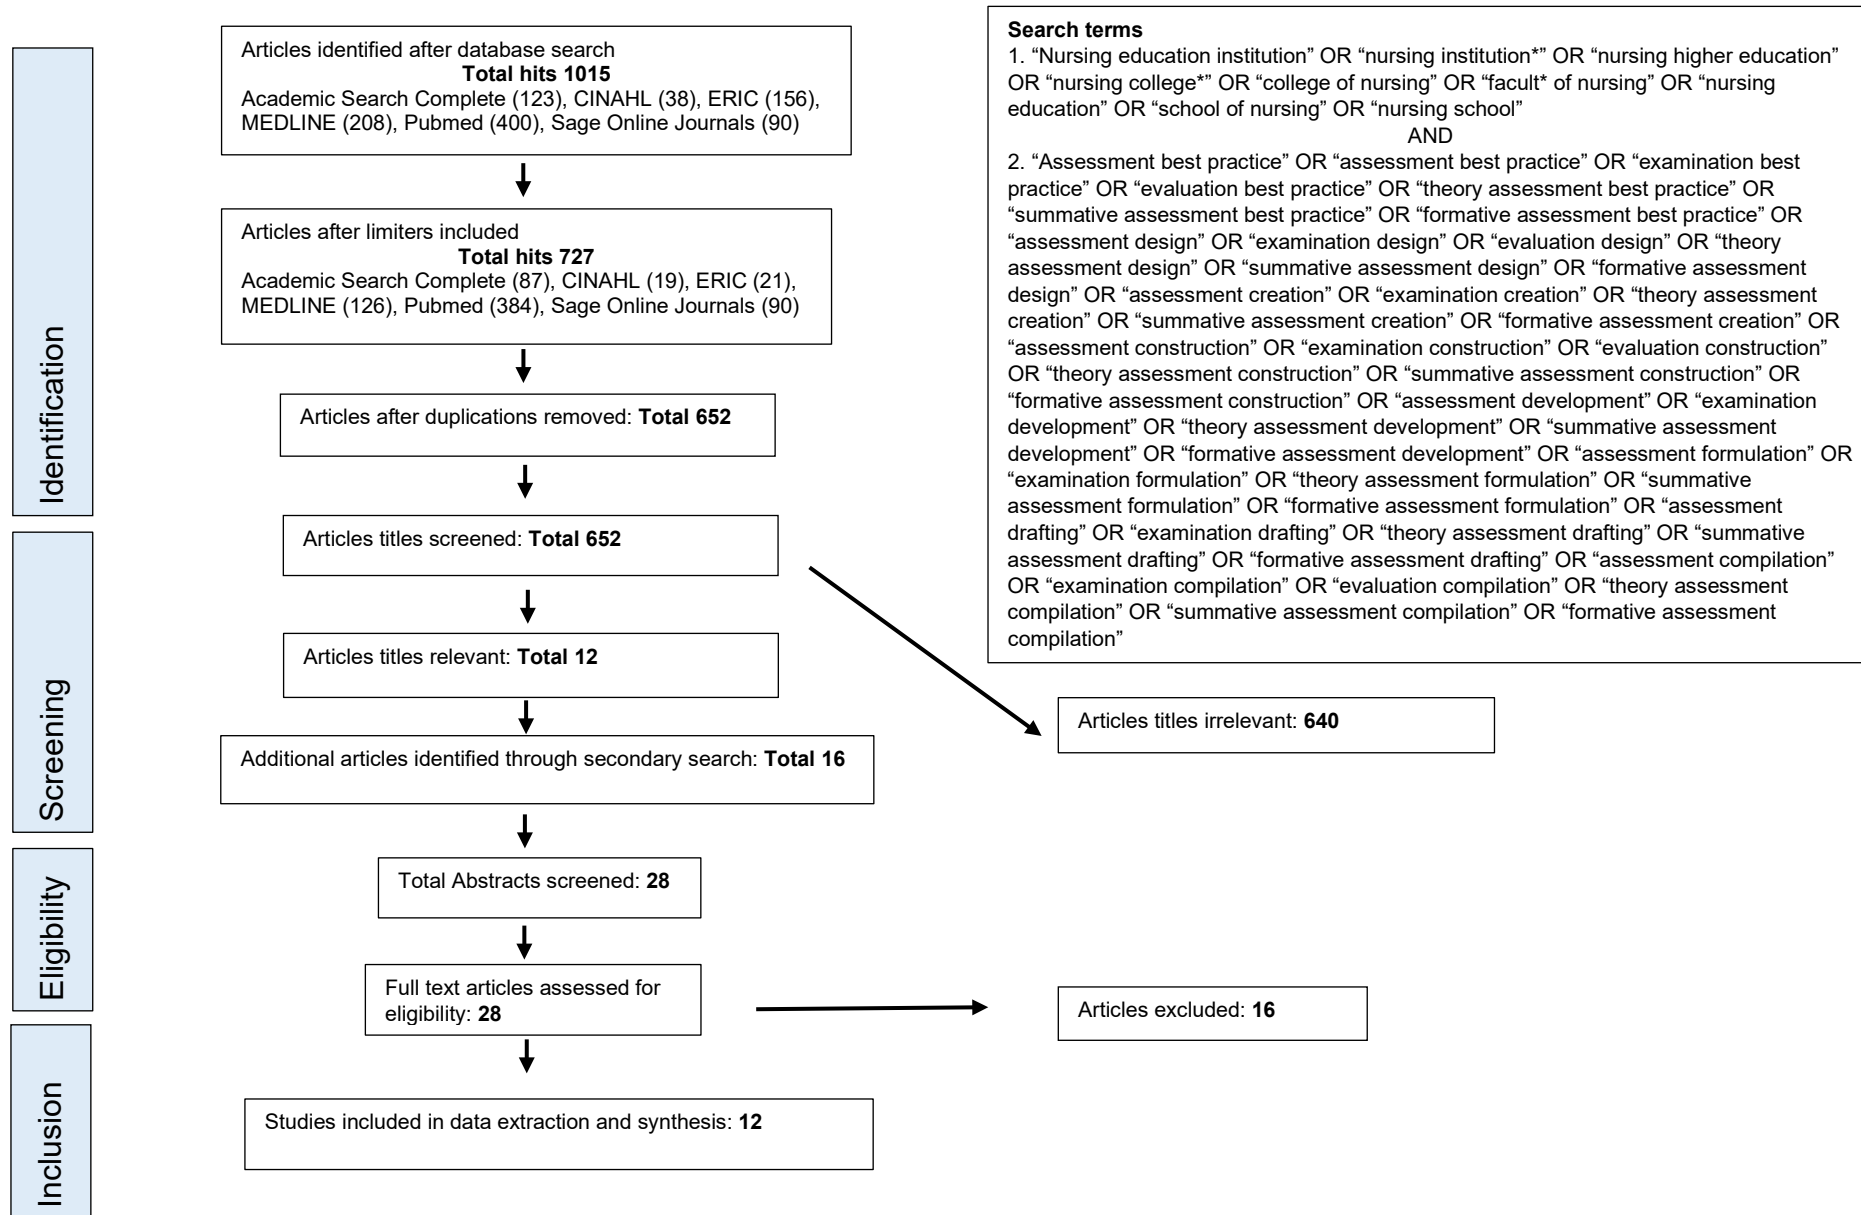 Identification
Screening
Eligibility
Inclusion
Articles identified after database search
Total hits 1015
Academic Search Complete (123), CINAHL (38), ERIC (156),
MEDLINE (208), Pubmed (400), Sage Online Journals (90)
Articles after limiters included
Total hits 727
Academic Search Complete (87), CINAHL (19), ERIC (21),
MEDLINE (126), Pubmed (384), Sage Online Journals (90)
Articles after duplications removed: Total 652
Articles titles screened: Total 652
Articles titles relevant: Total 12
Additional articles identified through secondary search: Total 16
Total Abstracts screened: 28
Full text articles assessed for
eligibility: 28
Studies included in data extraction and synthesis: 12
Search terms
1. “Nursing education institution” OR “nursing institution*” OR “nursing higher education”
OR “nursing college*” OR “college of nursing” OR “facult* of nursing” OR “nursing
education” OR “school of nursing” OR “nursing school”
AND
2. “Assessment best practice” OR “assessment best practice” OR “examination best
practice” OR “evaluation best practice” OR “theory assessment best practice” OR
“summative assessment best practice” OR “formative assessment best practice” OR
“assessment design” OR “examination design” OR “evaluation design” OR “theory
assessment design” OR “summative assessment design” OR “formative assessment
design” OR “assessment creation” OR “examination creation” OR “theory assessment
creation” OR “summative assessment creation” OR “formative assessment creation” OR
“assessment construction” OR “examination construction” OR “evaluation construction”
OR “theory assessment construction” OR “summative assessment construction” OR
“formative assessment construction” OR “assessment development” OR “examination
development” OR “theory assessment development” OR “summative assessment
development” OR “formative assessment development” OR “assessment formulation” OR
“examination formulation” OR “theory assessment formulation” OR “summative
assessment formulation” OR “formative assessment formulation” OR “assessment
drafting” OR “examination drafting” OR “theory assessment drafting” OR “summative
assessment drafting” OR “formative assessment drafting” OR “assessment compilation”
OR “examination compilation” OR “evaluation compilation” OR “theory assessment
compilation” OR “summative assessment compilation” OR “formative assessment
compilation”
Articles titles irrelevant: 640
Articles excluded: 16